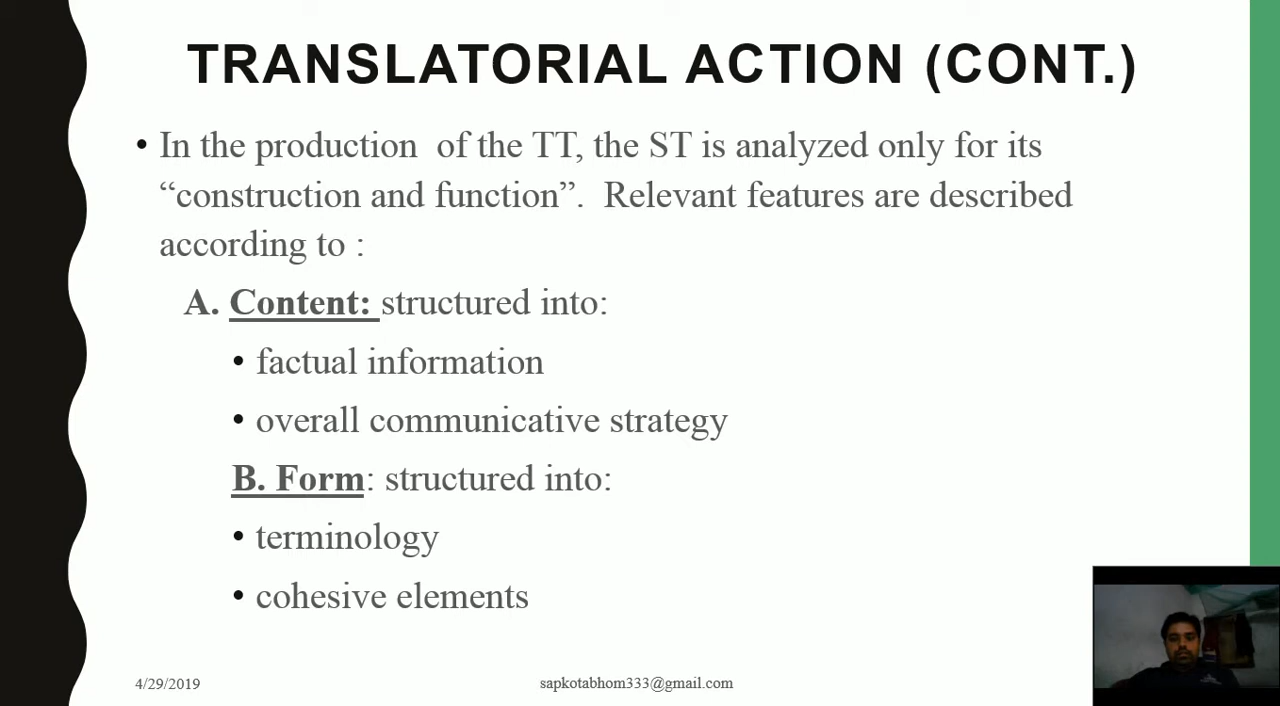 TRANSLATORIAL ACTION (CONT.)
• In the production  of the TT, the ST is analyzed only for its
“construction and function”.  Relevant features are described
according to :
A. Content: structured into:
• factual information
• overall communicative strategy
B. Form: structured into:
• terminology
• cohesive elements
4/29/2019
sapkotabhom333@gmail.com